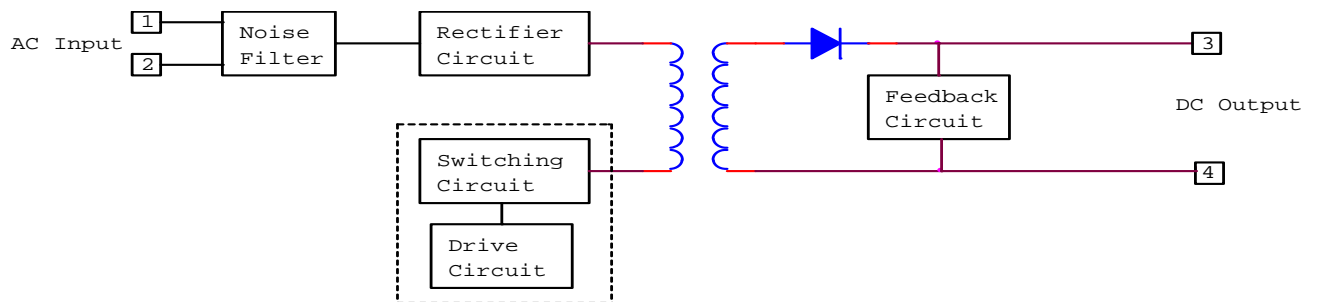 1
AC Input
2
Noise
Filter
Rectifier
Circuit
Switching
Circuit
Drive
Circuit
Feedback
Circuit
3
DC Output
4